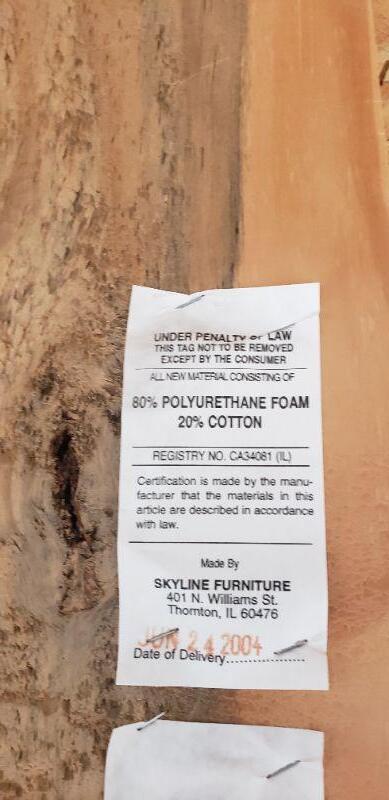 UNDER PENALTY OF LAW
THIS TAG NOT TO BE REMOVED
EXCEPT BY THE CONSUMER
ALL NEW MATERIAL CONSISTING OF
80% POLYURETHANE FOAM
20% COTTON
REGISTRY NO. CA34081 (IL)
Certification is made by the manu-
facturer that the materials in this
article are described in accordance
with law.
Made By
SKYLINE FURNITURE
401 N. Williams St.
Thornton, IL 60476
JUN 24 2004
Date of Delivery....................